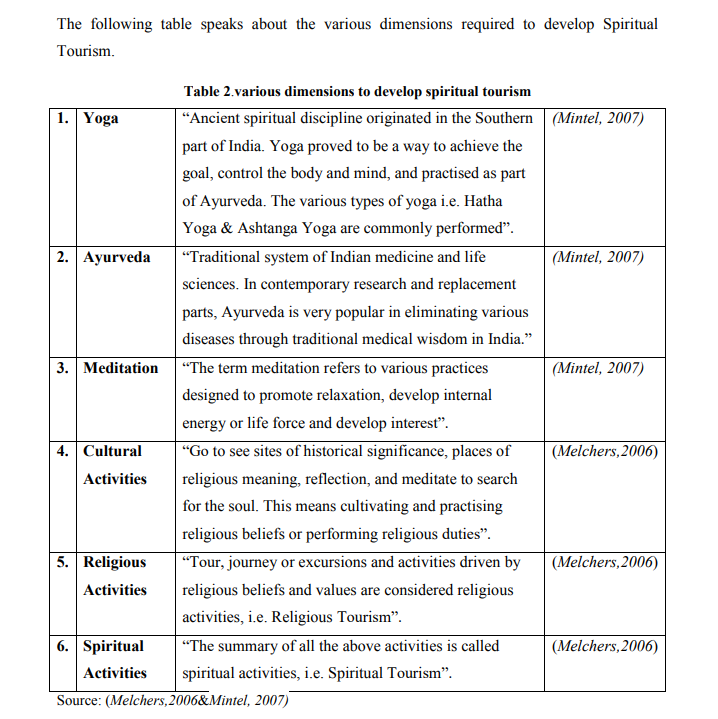 The following table speaks about the various dimensions required to develop Spiritual
Tourism.
Table 2.various dimensions to develop spiritual tourism
1. Yoga “Ancient spiritual discipline originated in the Southern (Mintel, 2007)
part of India. Yoga proved to be a way to achieve the
goal, control the body and mind, and practised as part
of Ayurveda. The various types of yoga i.e. Hatha
Yoga & Ashtanga Yoga are commonly performed”.
2. Ayurveda “Traditional system of Indian medicine and life (Mintel, 2007)
sciences. In contemporary research and replacement
parts, Ayurveda is very popular in eliminating various
diseases through traditional medical wisdom in India.”
3. Meditation “The term meditation refers to various practices (Mintel, 2007)
designed to promote relaxation, develop internal
energy or life force and develop interest”.
4. Cultural “Go to see sites of historical significance, places of (Melchers,2006)
Activities religious meaning, reflection, and meditate to search
for the soul. This means cultivating and practising
religious beliefs or performing religious duties”.
5. Religious “Tour, journey or excursions and activities driven by (Melchers,2006)
Activities religious beliefs and values are considered religious
activities, i.e. Religious Tourism”.
6. Spiritual “The summary of all the above activities is called (Melchers,2006)
Activities spiritual activities, i.e. Spiritual Tourism”.
Source: (Melchers,2006&Mintel, 2007)